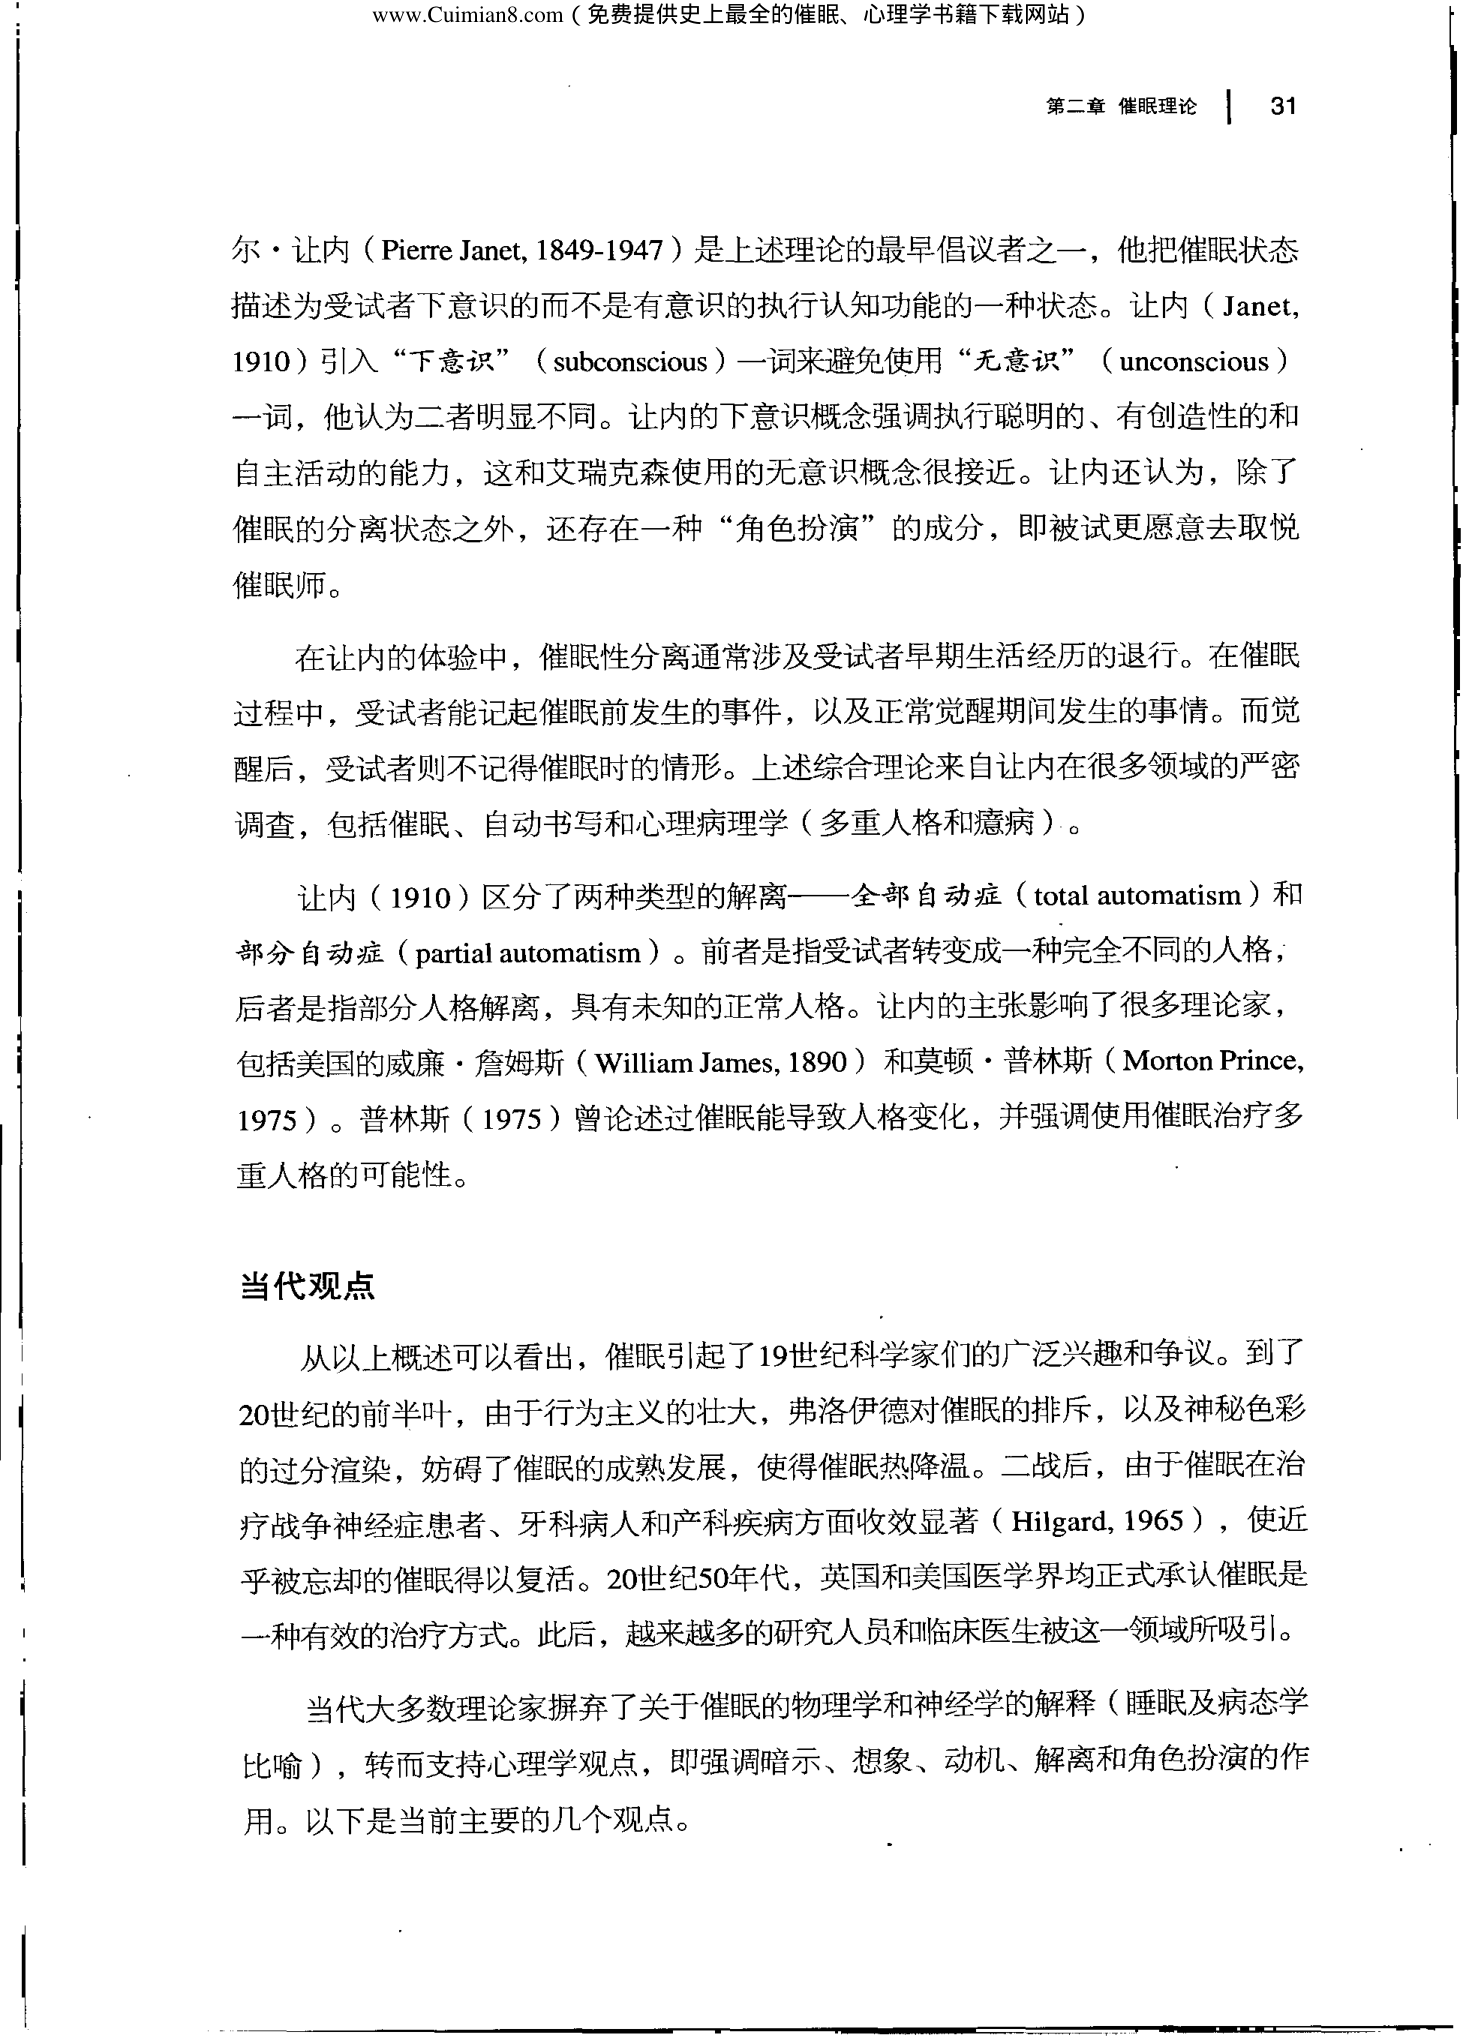 www.Cuimian8.com（免费提供史上最全的催眠、心理学书籍下载网站）
第二章 催眠理论 31
尔·让内（Pierre Janet, 1849-1947）是上述理论的最早倡议者之一，他把催眠状态
描述为受试者下意识的而不是有意识的执行认知功能的一种状态。让内（Janet,
1910）引入“下意识”（subconscious）一词来避免使用“无意识”（unconscious）
一词，他认为二者明显不同。让内的下意识概念强调执行聪明的、有创造性的和
自主活动的能力，这和艾瑞克森使用的无意识概念很接近。让内还认为，除了
催眠的分离状态之外，还存在一种“角色扮演”的成分，即被试更愿意去取悦
催眠师。
在让内的体验中，催眠性分离通常涉及受试者早期生活经历的退行。在催眠
过程中，受试者能记起催眠前发生的事件，以及正常觉醒期间发生的事情。而觉
醒后，受试者则不记得催眠时的情形。上述综合理论来自让内在很多领域的严密
调查，包括催眠、自动书写和心理病理学（多重人格和癔病）。
让内（1910）区分了两种类型的解离——全部自动症（total automatism）和
部分自动症（partial automatism）。前者是指受试者转变成一种完全不同的人格，
后者是指部分人格解离，具有未知的正常人格。让内的主张影响了很多理论家，
包括美国的威廉·詹姆斯（William James, 1890） 和莫顿·普林斯（Morton Prince,
1975）。普林斯（1975）曾论述过催眠能导致人格变化，并强调使用催眠治疗多
重人格的可能性。
当代观点
从以上概述可以看出，催眠引起了19世纪科学家们的广泛兴趣和争议。到了
20世纪的前半叶，由于行为主义的壮大，弗洛伊德对催眠的排斥，以及神秘色彩
的过分渲染，妨碍了催眠的成熟发展，使得催眠热降温。二战后，由于催眠在治
疗战争神经症患者、牙科病人和产科疾病方面收效显著（Hilgard, 1965），使近
乎被忘却的催眠得以复活。20世纪50年代，英国和美国医学界均正式承认催眠是
一种有效的治疗方式。此后，越来越多的研究人员和临床医生被这一领域所吸引。
当代大多数理论家摒弃了关于催眠的物理学和神经学的解释（睡眠及病态学
比喻），转而支持心理学观点，即强调暗示、想象、动机、解离和角色扮演的作
用。以下是当前主要的几个观点。